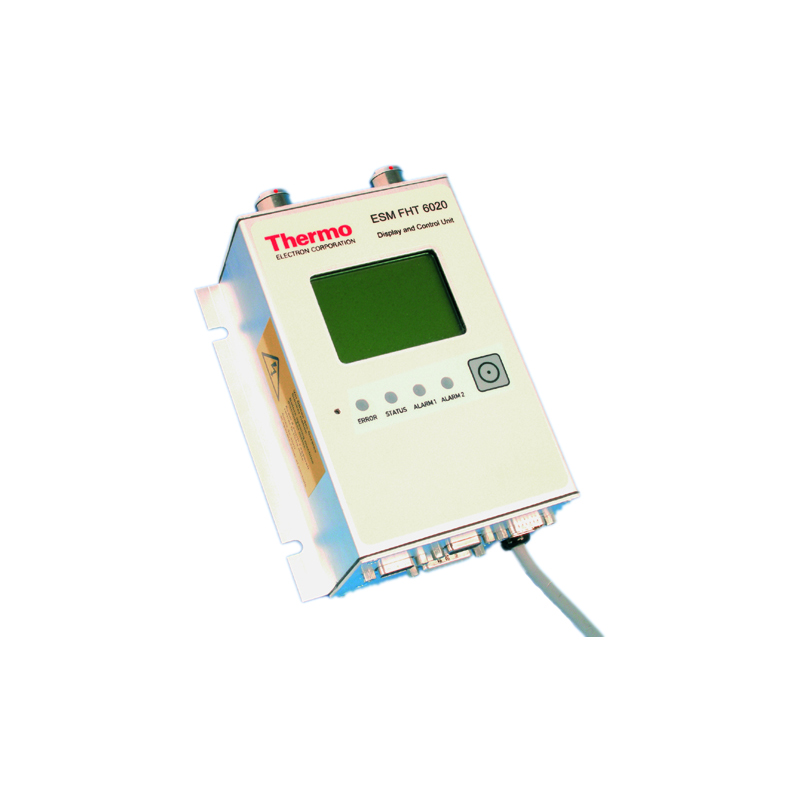 Thermo
ELECTRON CORPORATION
ESM FHT 6020
Display and Control Unit
ERROR
STATUS
ALARM 1
ALARM 2